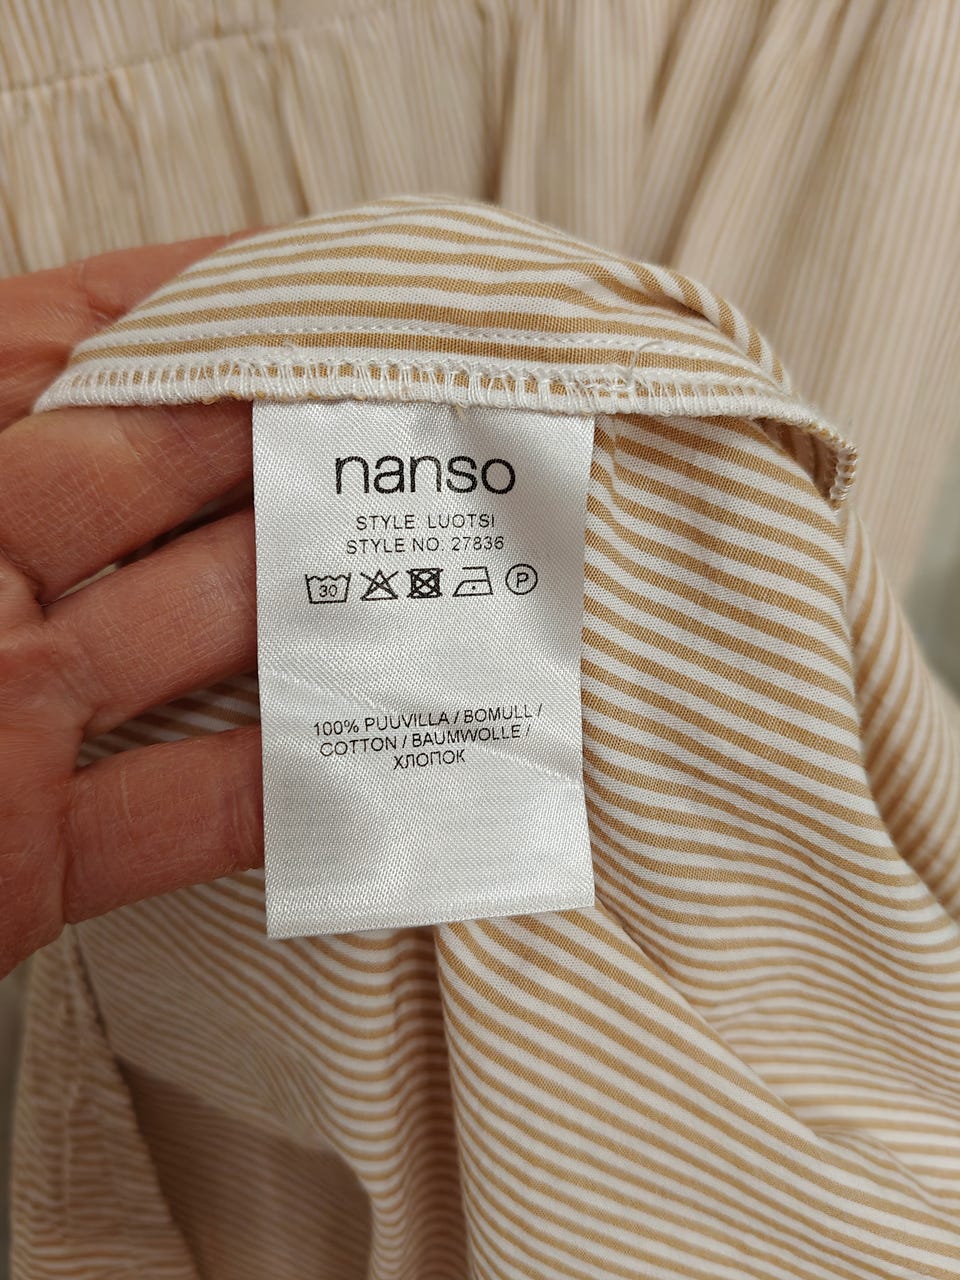 nanso
STYLE LUOTSI
STYLE NO. 27836
30 P
100% PUUVILLA / BOMULL /
COTTON / BAUMWOLLE /
ХЛОПОК